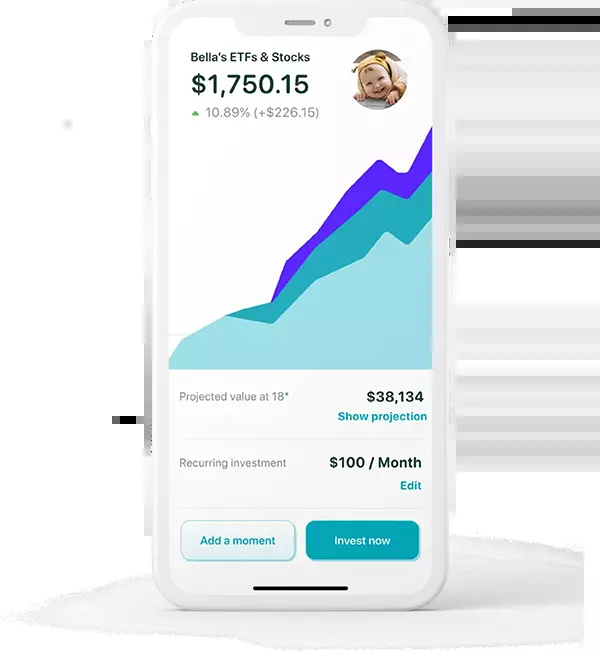 Bella's ETFs & Stocks
$1,750.15
10.89% (+$226.15)
Projected value at 18*
$38,134
Show projection
Recurring investment
$100 / Month
Edit
Add a moment
Invest now